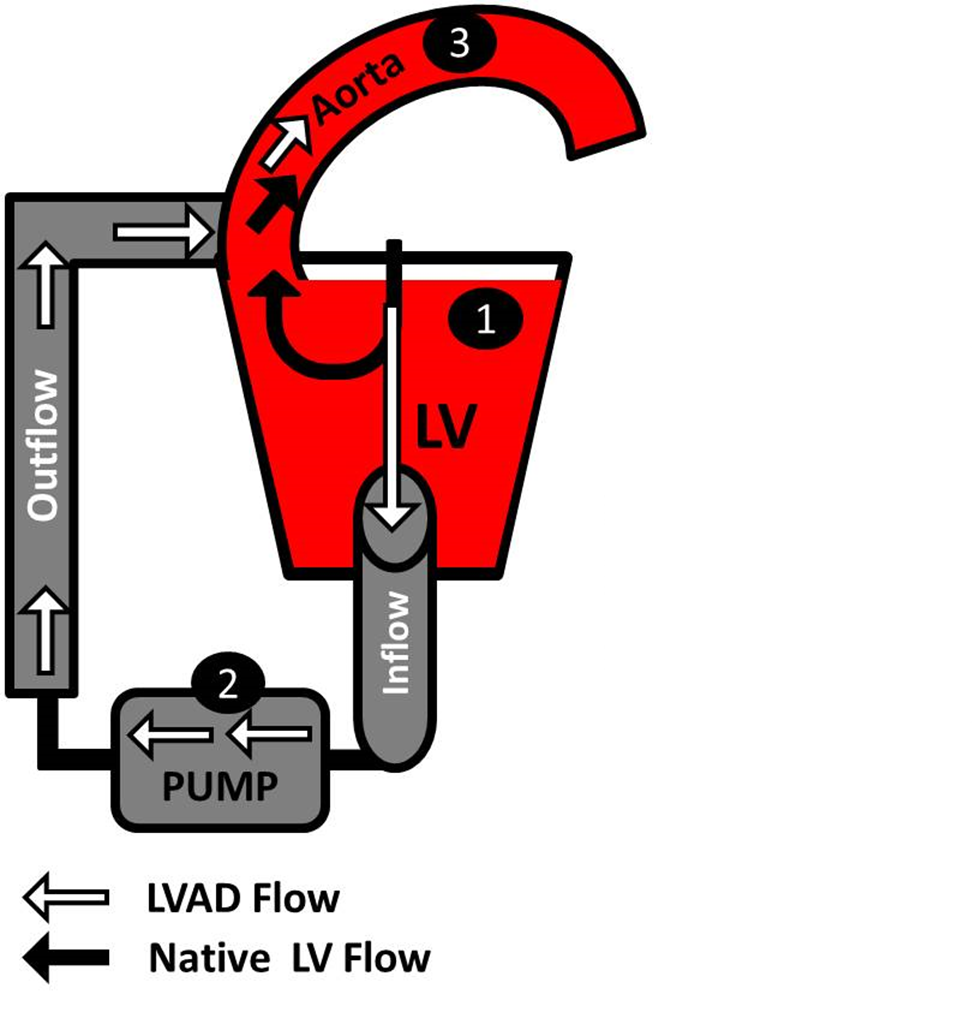 3
Aorta
1
LV
Outflow
Inflow
2
PUMP
LVAD Flow
Native LV Flow